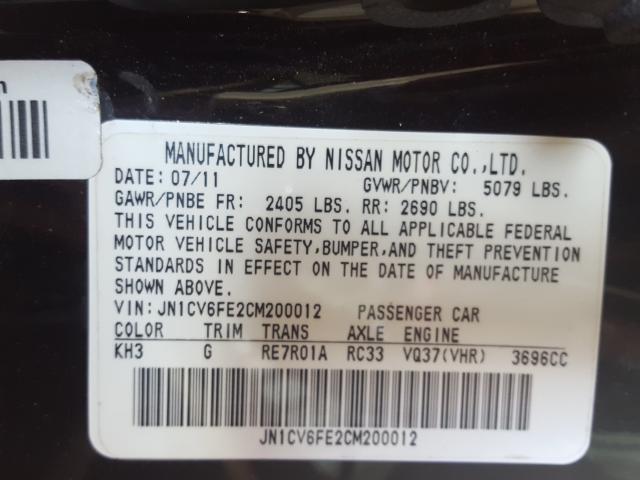 MANUFACTURED BY NISSAN MOTOR CO.,LTD.
DATE: 07/11 GVWR/PNBV: 5079 LBS.
GAWR/PNBE FR: 2405 LBS. RR: 2690 LBS.
THIS VEHICLE CONFORMS TO ALL APPLICABLE FEDERAL
MOTOR VEHICLE SAFETY,BUMPER,AND THEFT PREVENTION
STANDARDS IN EFFECT ON THE DATE OF MANUFACTURE
SHOWN ABOVE.
VIN: JN1CV6FE2CM200012 PASSENGER CAR
COLOR TRIM TRANS AXLE ENGINE
KH3 G RE7R01A RC33 VQ37(VHR) 3696CC
JN1CV6FE2CM200012